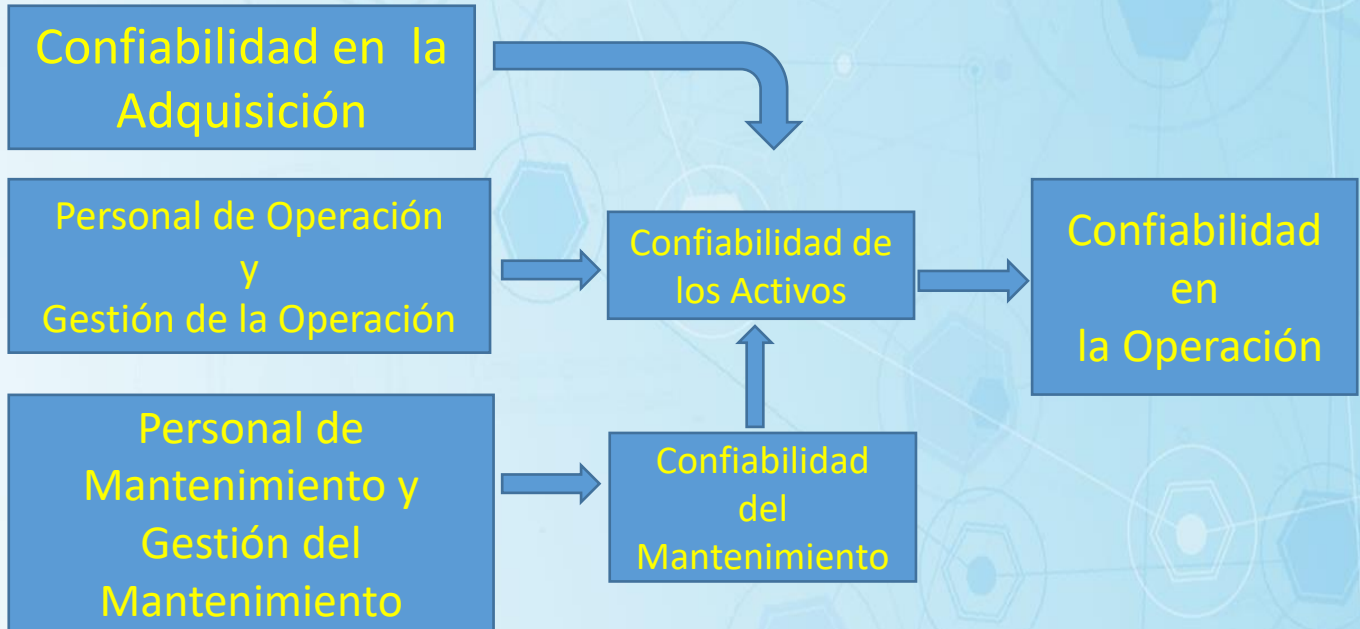 Confiabilidad en la
Adquisición
Personal de Operación
y
Gestión de la Operación
Confiabilidad de
los Activos
Confiabilidad
en
la Operación
Personal de
Mantenimiento y
Gestión del
Mantenimiento
Confiabilidad
del
Mantenimiento